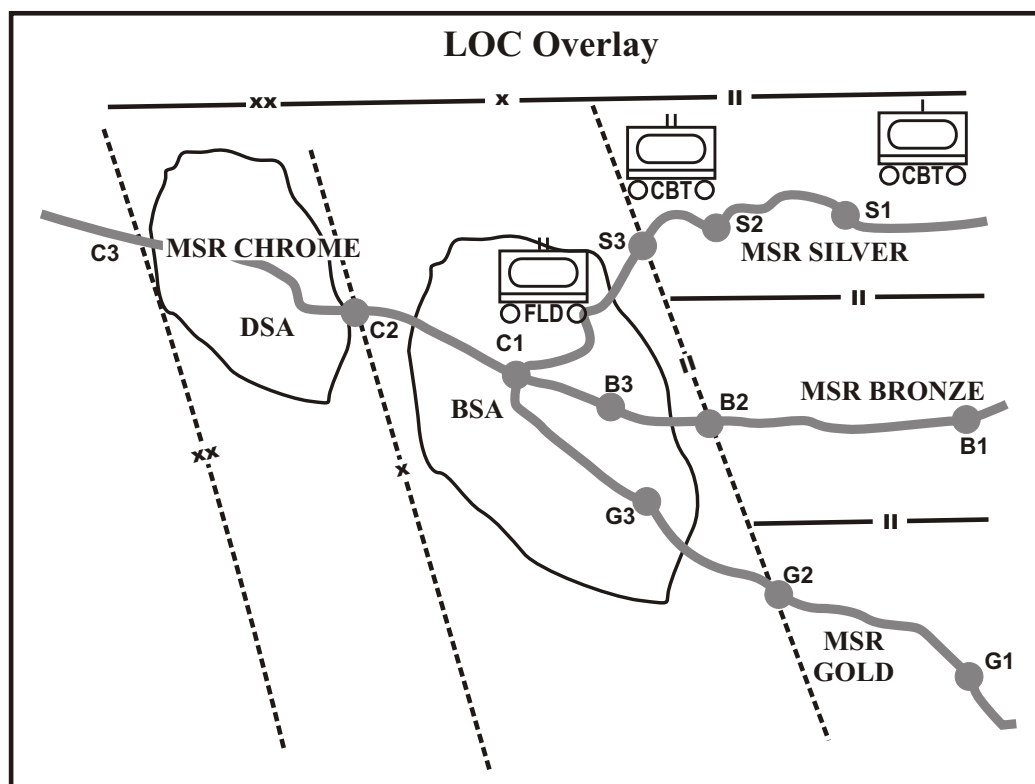 LOC Overlay
xx
x
II
I
II
CBT
CBT
S1
S2
S3
MSR SILVER
C3
MSR CHROME
II
FLD
II
DSA
C2
C1
II
B3
MSR BRONZE
BSA
B2
B1
xx
x
G3
II
G2
MSR
GOLD
G1